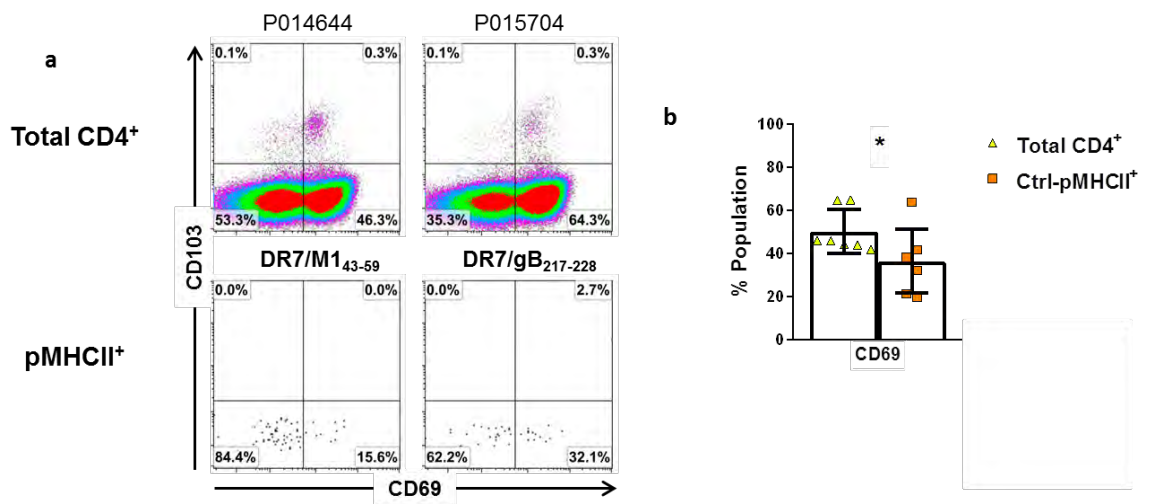 a
P014644
P015704
Total CD4⁺
0.1%
0.3%
53.3%
46.3%
0.1%
0.3%
35.3%
64.3%
CD103
DR7/M1₄₃₋₅₉
DR7/gB₂₁₇₋₂₂₈
pMHCII⁺
0.0%
0.0%
84.4%
15.6%
0.0%
2.7%
62.2%
32.1%
CD69
b
% Population
100
80
60
40
20
0
*
CD69
Total CD4⁺
Ctrl-pMHCII⁺